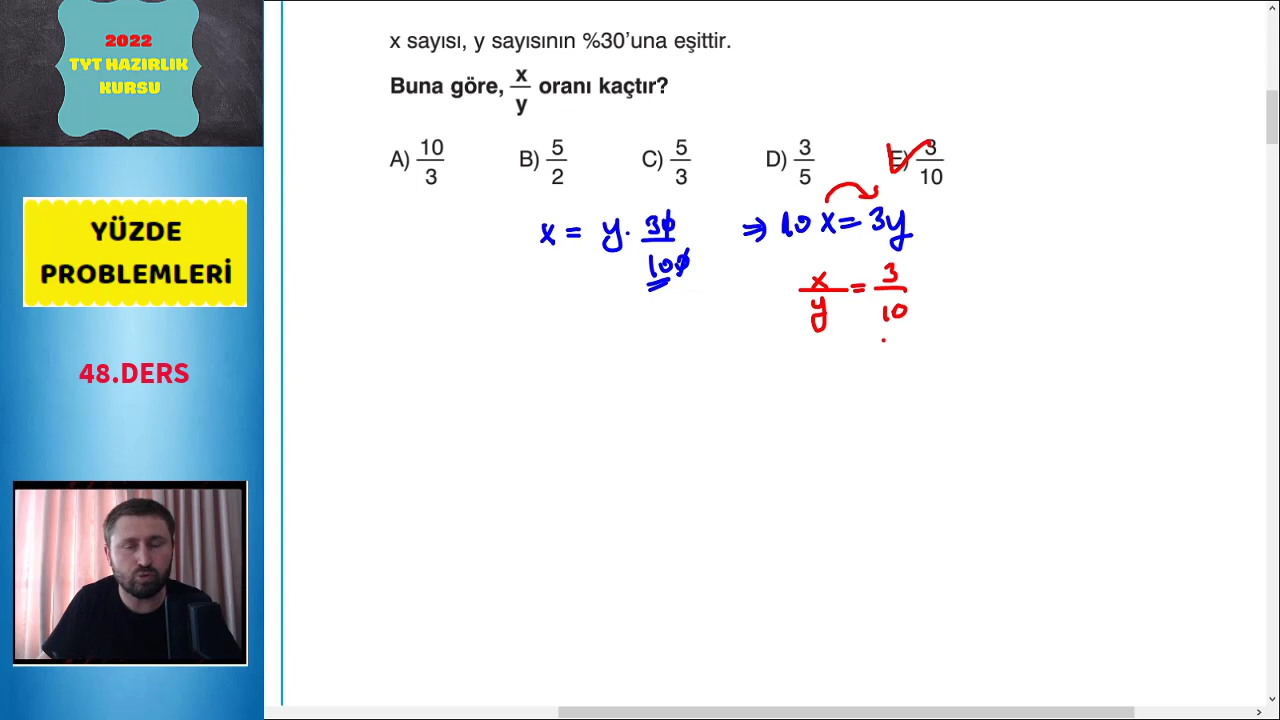 2022
TYT HAZIRLIK
KURSU
YÜZDE
PROBLEMLERİ
48.DERS
x sayısı, y sayısının %30'una eşittir.
Buna göre, x/y oranı kaçtır?
A) 10/3 B) 5/2 C) 5/3 D) 3/5 E) 3/10
x = y · 30/100 ⇒ 10x = 3y
x/y = 3/10